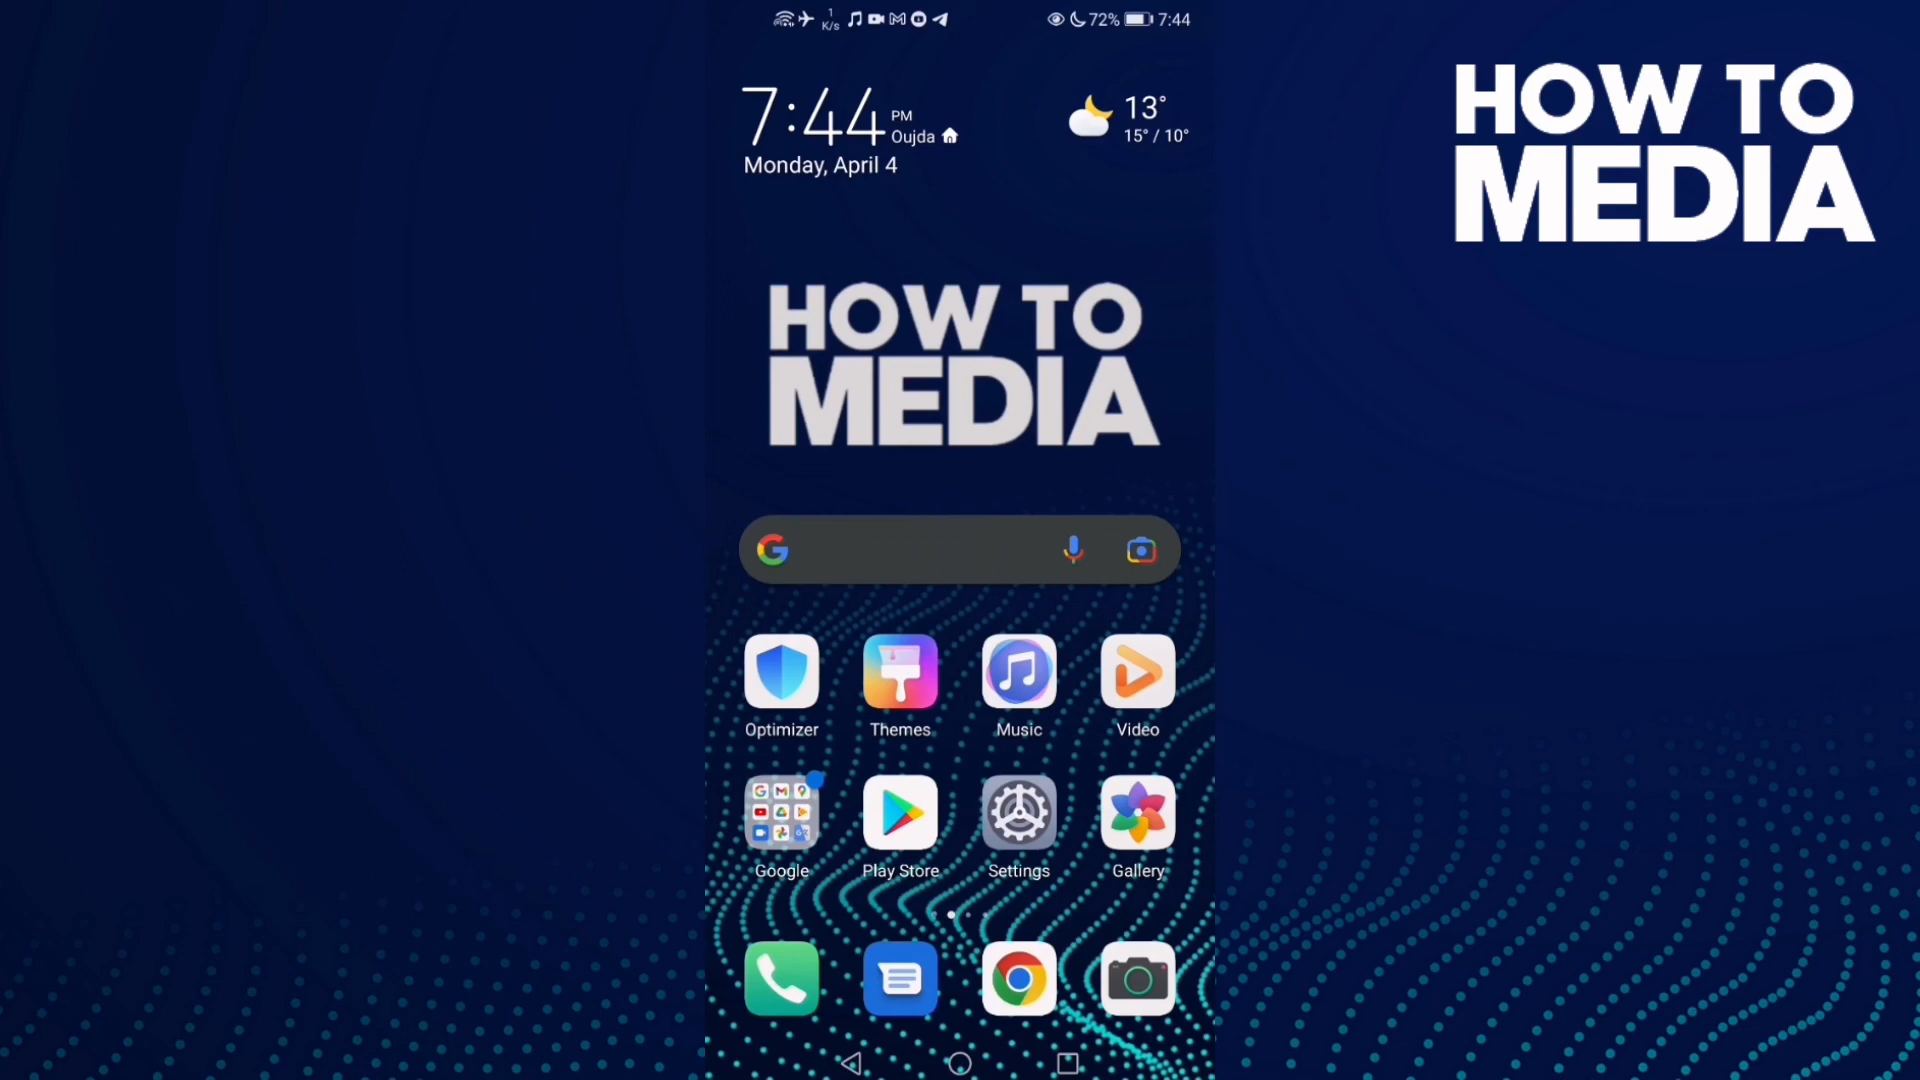 1
K/s
72% 7:44
7:44 PM
Oujda
Monday, April 4
13°
15° / 10°
HOW TO
MEDIA
HOW TO
MEDIA
Optimizer
Themes
Music
Video
Google
Play Store
Settings
Gallery